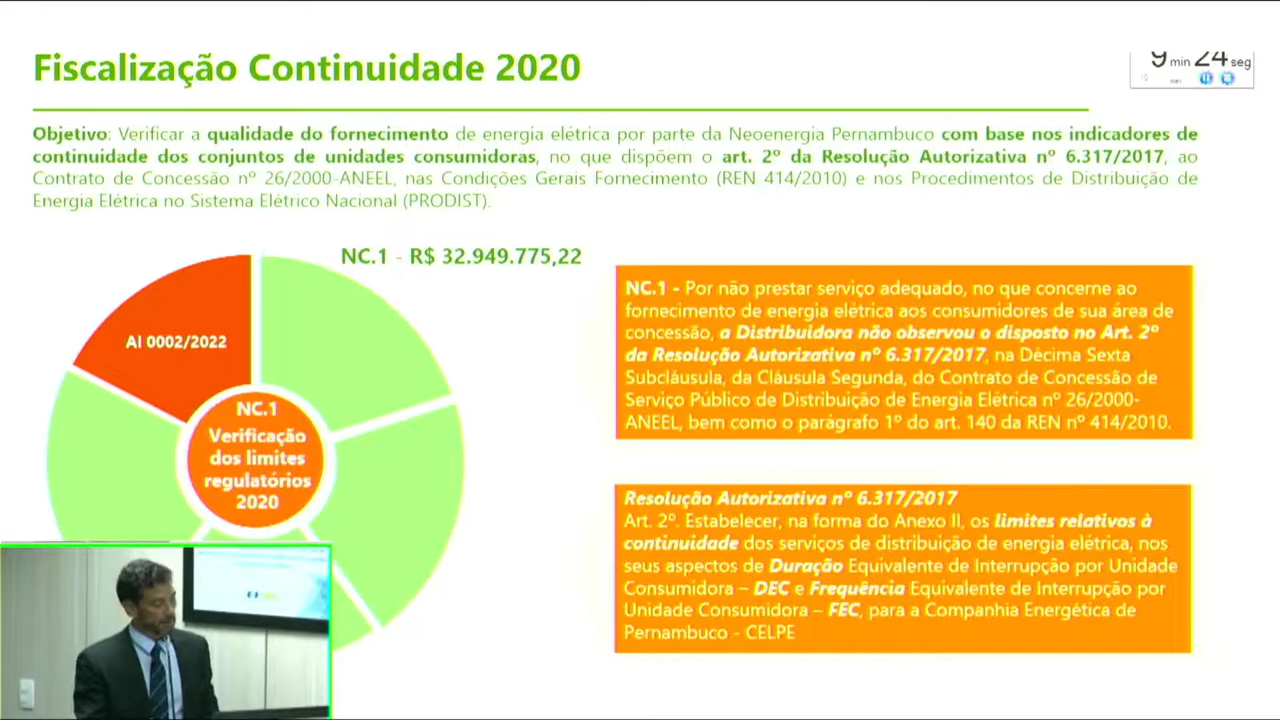 Fiscalização Continuidade 2020
9 min 24 seg
Objetivo: Verificar a qualidade do fornecimento de energia elétrica por parte da Neoenergia Pernambuco com base nos indicadores de
continuidade dos conjuntos de unidades consumidoras, no que dispõem o art. 2º da Resolução Autorizativa nº 6.317/2017, ao
Contrato de Concessão nº 26/2000-ANEEL, nas Condições Gerais Fornecimento (REN 414/2010) e nos Procedimentos de Distribuição de
Energia Elétrica no Sistema Elétrico Nacional (PRODIST).
NC.1 - R$ 32.949.775,22
AI 0002/2022
NC.1
Verificação
dos limites
regulatórios
2020
NC.1 - Por não prestar serviço adequado, no que concerne ao
fornecimento de energia elétrica aos consumidores de sua área de
concessão, a Distribuidora não observou o disposto no Art. 2º
da Resolução Autorizativa nº 6.317/2017, na Décima Sexta
Subcláusula, da Cláusula Segunda, do Contrato de Concessão de
Serviço Público de Distribuição de Energia Elétrica nº 26/2000-
ANEEL, bem como o parágrafo 1º do art. 140 da REN nº 414/2010.
Resolução Autorizativa nº 6.317/2017
Art. 2º. Estabelecer, na forma do Anexo II, os limites relativos à
continuidade dos serviços de distribuição de energia elétrica, nos
seus aspectos de Duração Equivalente de Interrupção por Unidade
Consumidora – DEC e Frequência Equivalente de Interrupção por
Unidade Consumidora – FEC, para a Companhia Energética de
Pernambuco - CELPE